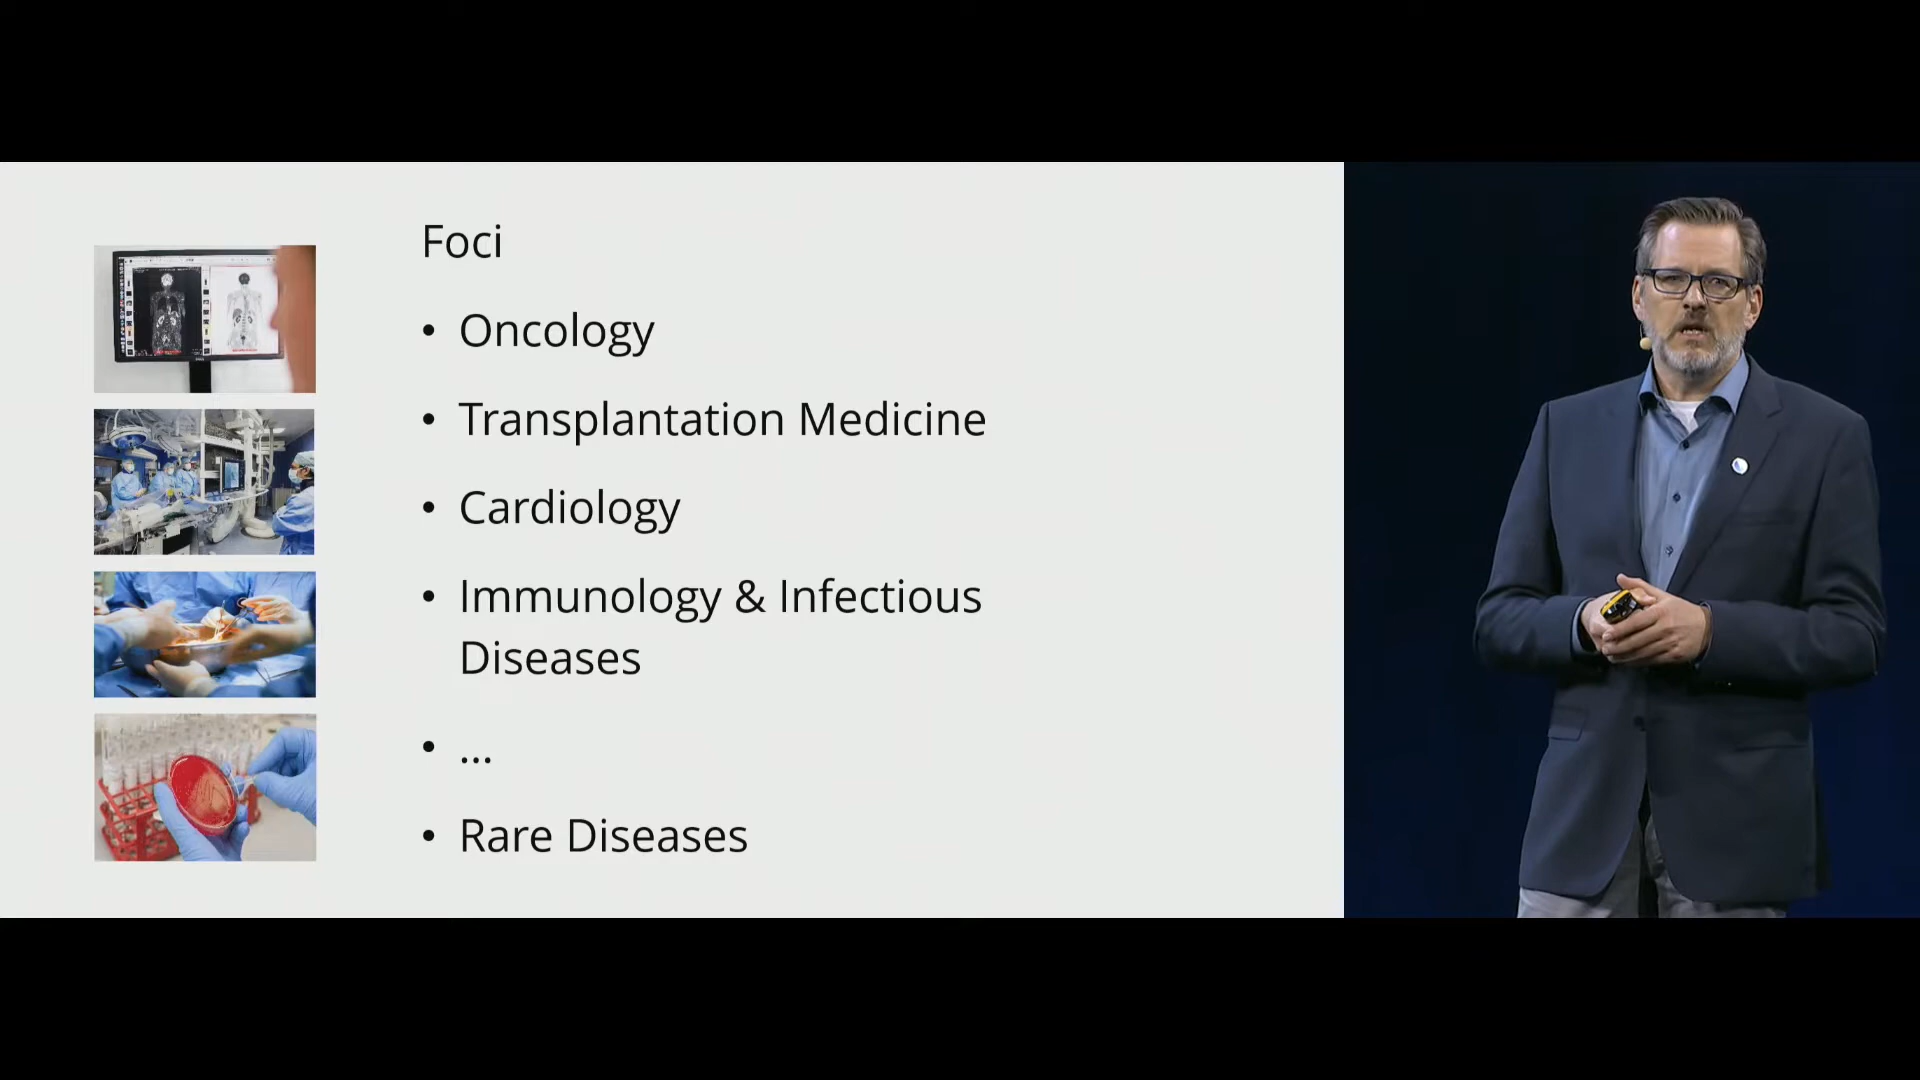 Foci
• Oncology
• Transplantation Medicine
• Cardiology
• Immunology & Infectious
Diseases
• ...
• Rare Diseases